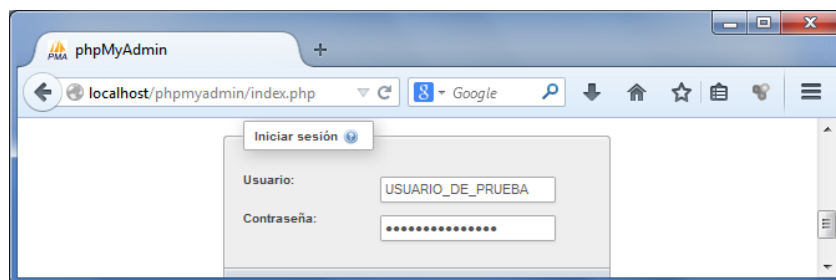 phpMyAdmin
localhost/phpmyadmin/index.php
Google
Iniciar sesión
Usuario:
USUARIO_DE_PRUEBA
Contraseña: